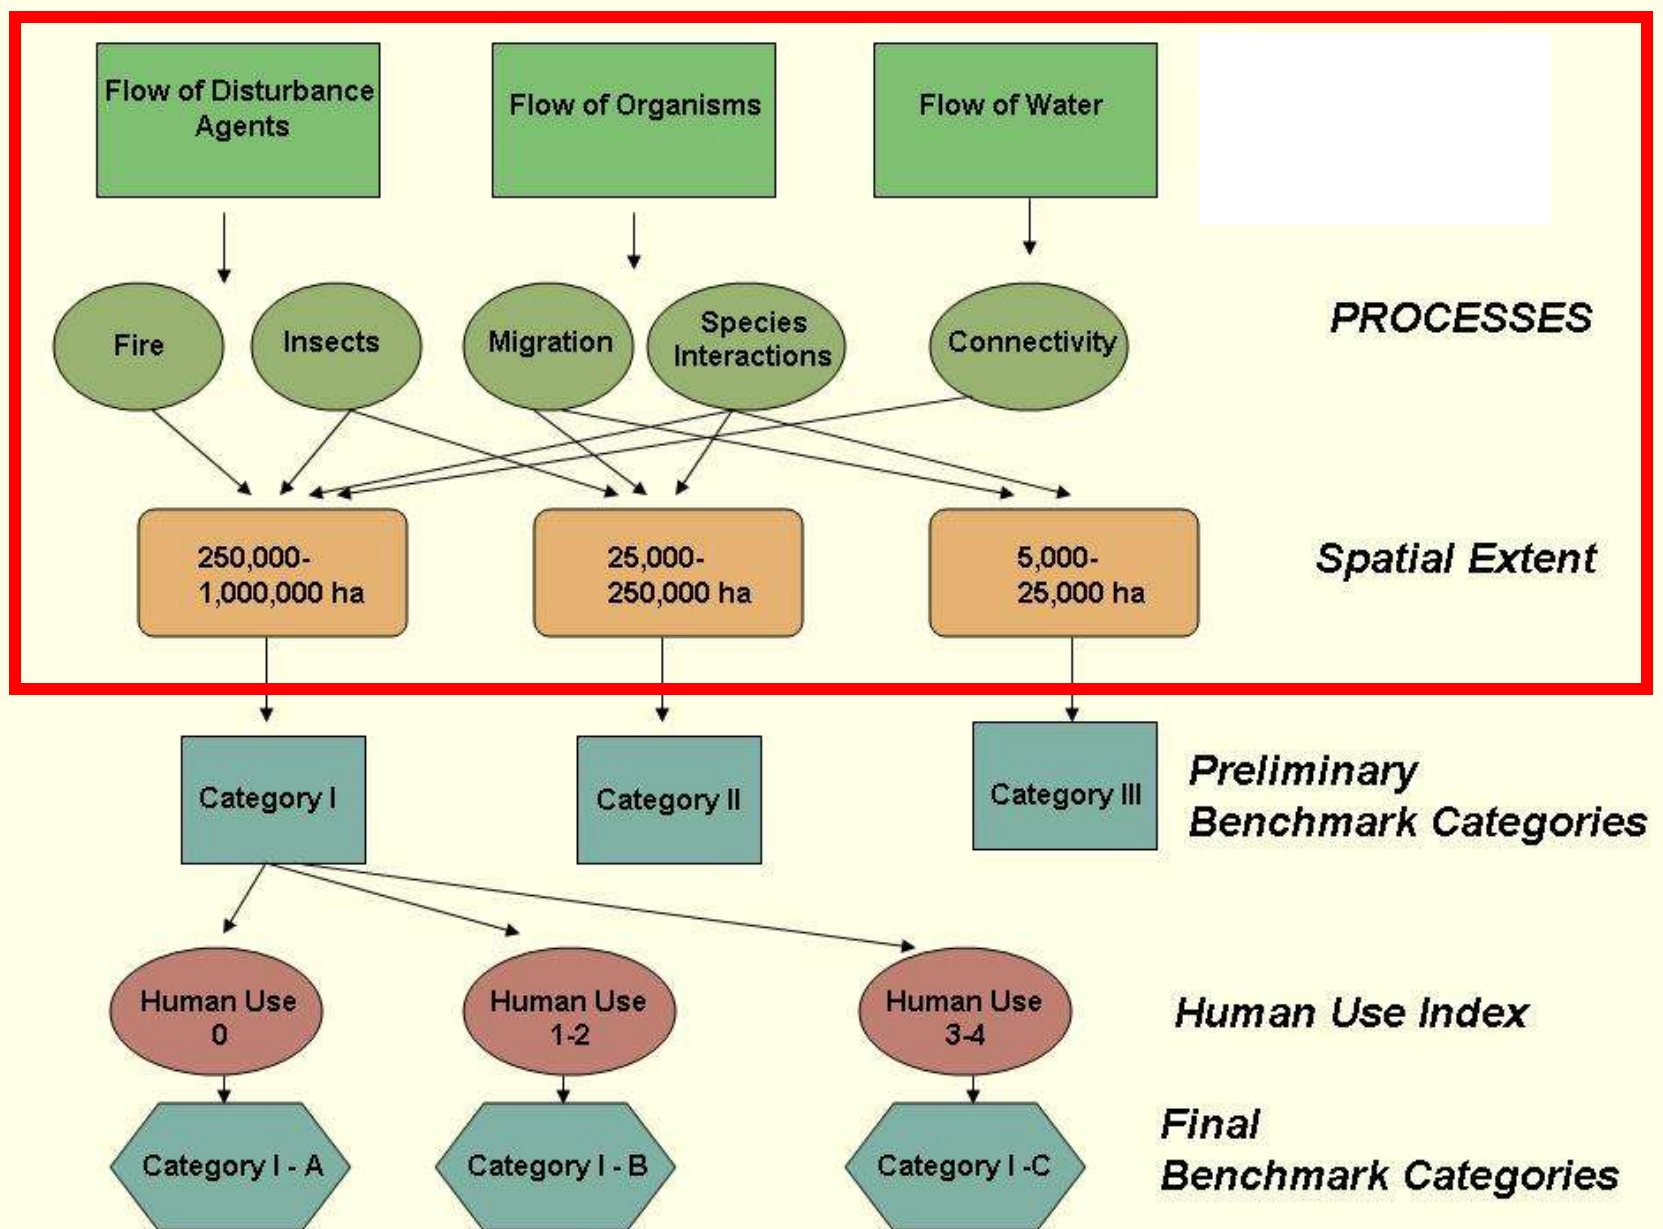 Flow of Disturbance
Agents
Flow of Organisms
Flow of Water
Fire
Insects
Migration
Species
Interactions
Connectivity
PROCESSES
250,000-
1,000,000 ha
25,000-
250,000 ha
5,000-
25,000 ha
Spatial Extent
Category I
Category II
Category III
Preliminary
Benchmark Categories
Human Use
0
Human Use
1-2
Human Use
3-4
Human Use Index
Category I - A
Category I - B
Category I -C
Final
Benchmark Categories